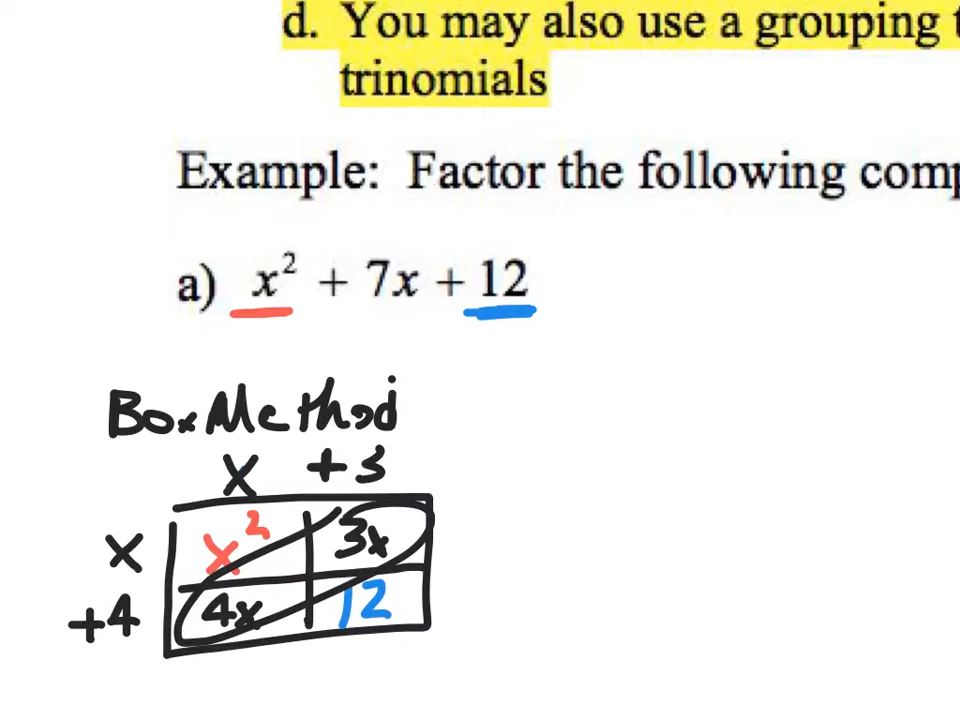 d. You may also use a grouping
trinomials
Example: Factor the following
a) x² + 7x + 12
Box Method
x +3
x x² 3x
+4 4x 12